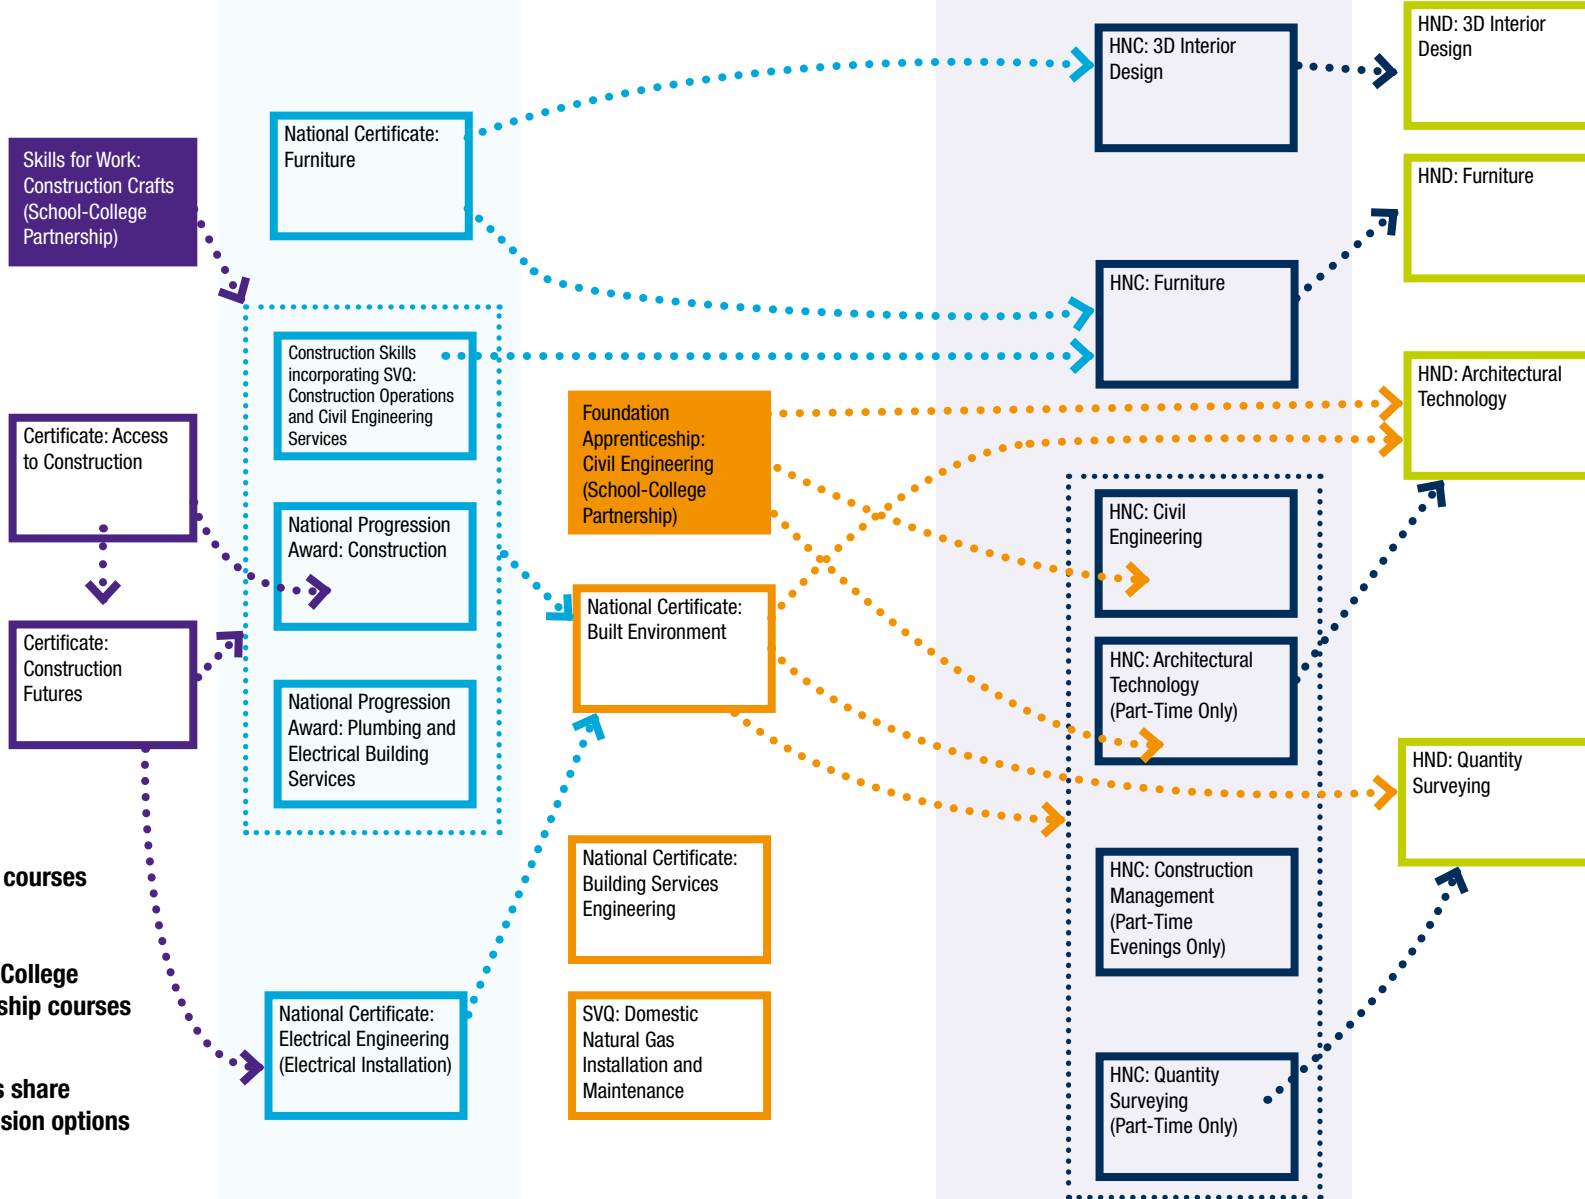 Skills for Work:
Construction Crafts
(School-College
Partnership)
Certificate: Access
to Construction
Certificate:
Construction
Futures
courses
College
ship courses
s share
sion options
National Certificate:
Furniture
Construction Skills
incorporating SVQ:
Construction Operations
and Civil Engineering
Services
National Progression
Award: Construction
National Progression
Award: Plumbing and
Electrical Building
Services
National Certificate:
Electrical Engineering
(Electrical Installation)
Foundation
Apprenticeship:
Civil Engineering
(School-College
Partnership)
National Certificate:
Built Environment
National Certificate:
Building Services
Engineering
SVQ: Domestic
Natural Gas
Installation and
Maintenance
HNC: 3D Interior
Design
HNC: Furniture
HNC: Civil
Engineering
HNC: Architectural
Technology
(Part-Time Only)
HNC: Construction
Management
(Part-Time
Evenings Only)
HNC: Quantity
Surveying
(Part-Time Only)
HND: 3D Interior
Design
HND: Furniture
HND: Architectural
Technology
HND: Quantity
Surveying